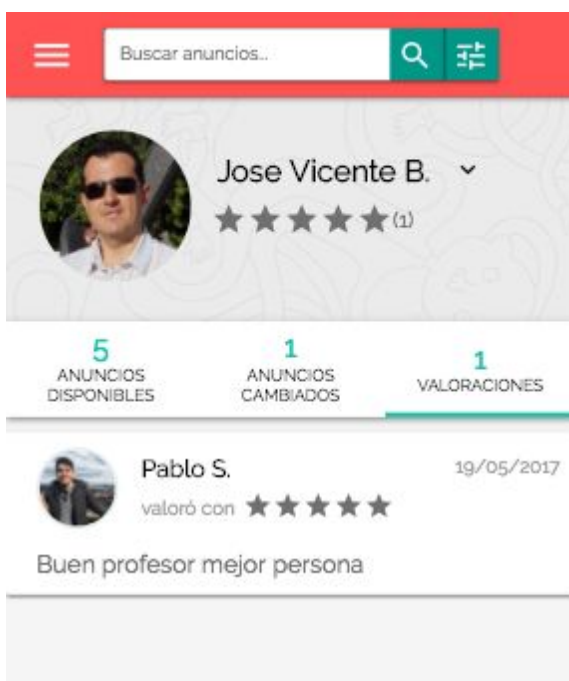 Buscar anuncios...
Jose Vicente B.
(1)
5
ANUNCIOS
DISPONIBLES
1
ANUNCIOS
CAMBIADOS
1
VALORACIONES
Pablo S.
19/05/2017
valoró con
Buen profesor mejor persona